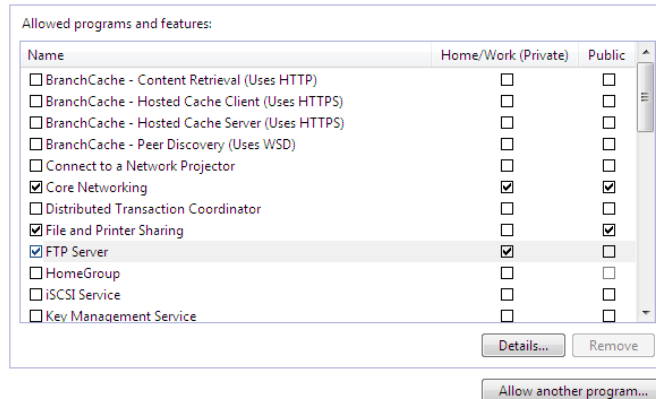 Allowed programs and features:
Name Home/Work (Private) Public
BranchCache - Content Retrieval (Uses HTTP)
BranchCache - Hosted Cache Client (Uses HTTPS)
BranchCache - Hosted Cache Server (Uses HTTPS)
BranchCache - Peer Discovery (Uses WSD)
Connect to a Network Projector
Core Networking
Distributed Transaction Coordinator
File and Printer Sharing
FTP Server
HomeGroup
iSCSI Service
Key Management Service
Details... Remove
Allow another program...